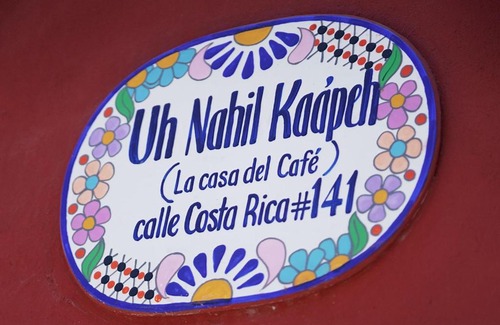 Uh Nahil Kaápeh
(La casa del Café)
calle Costa Rica #141